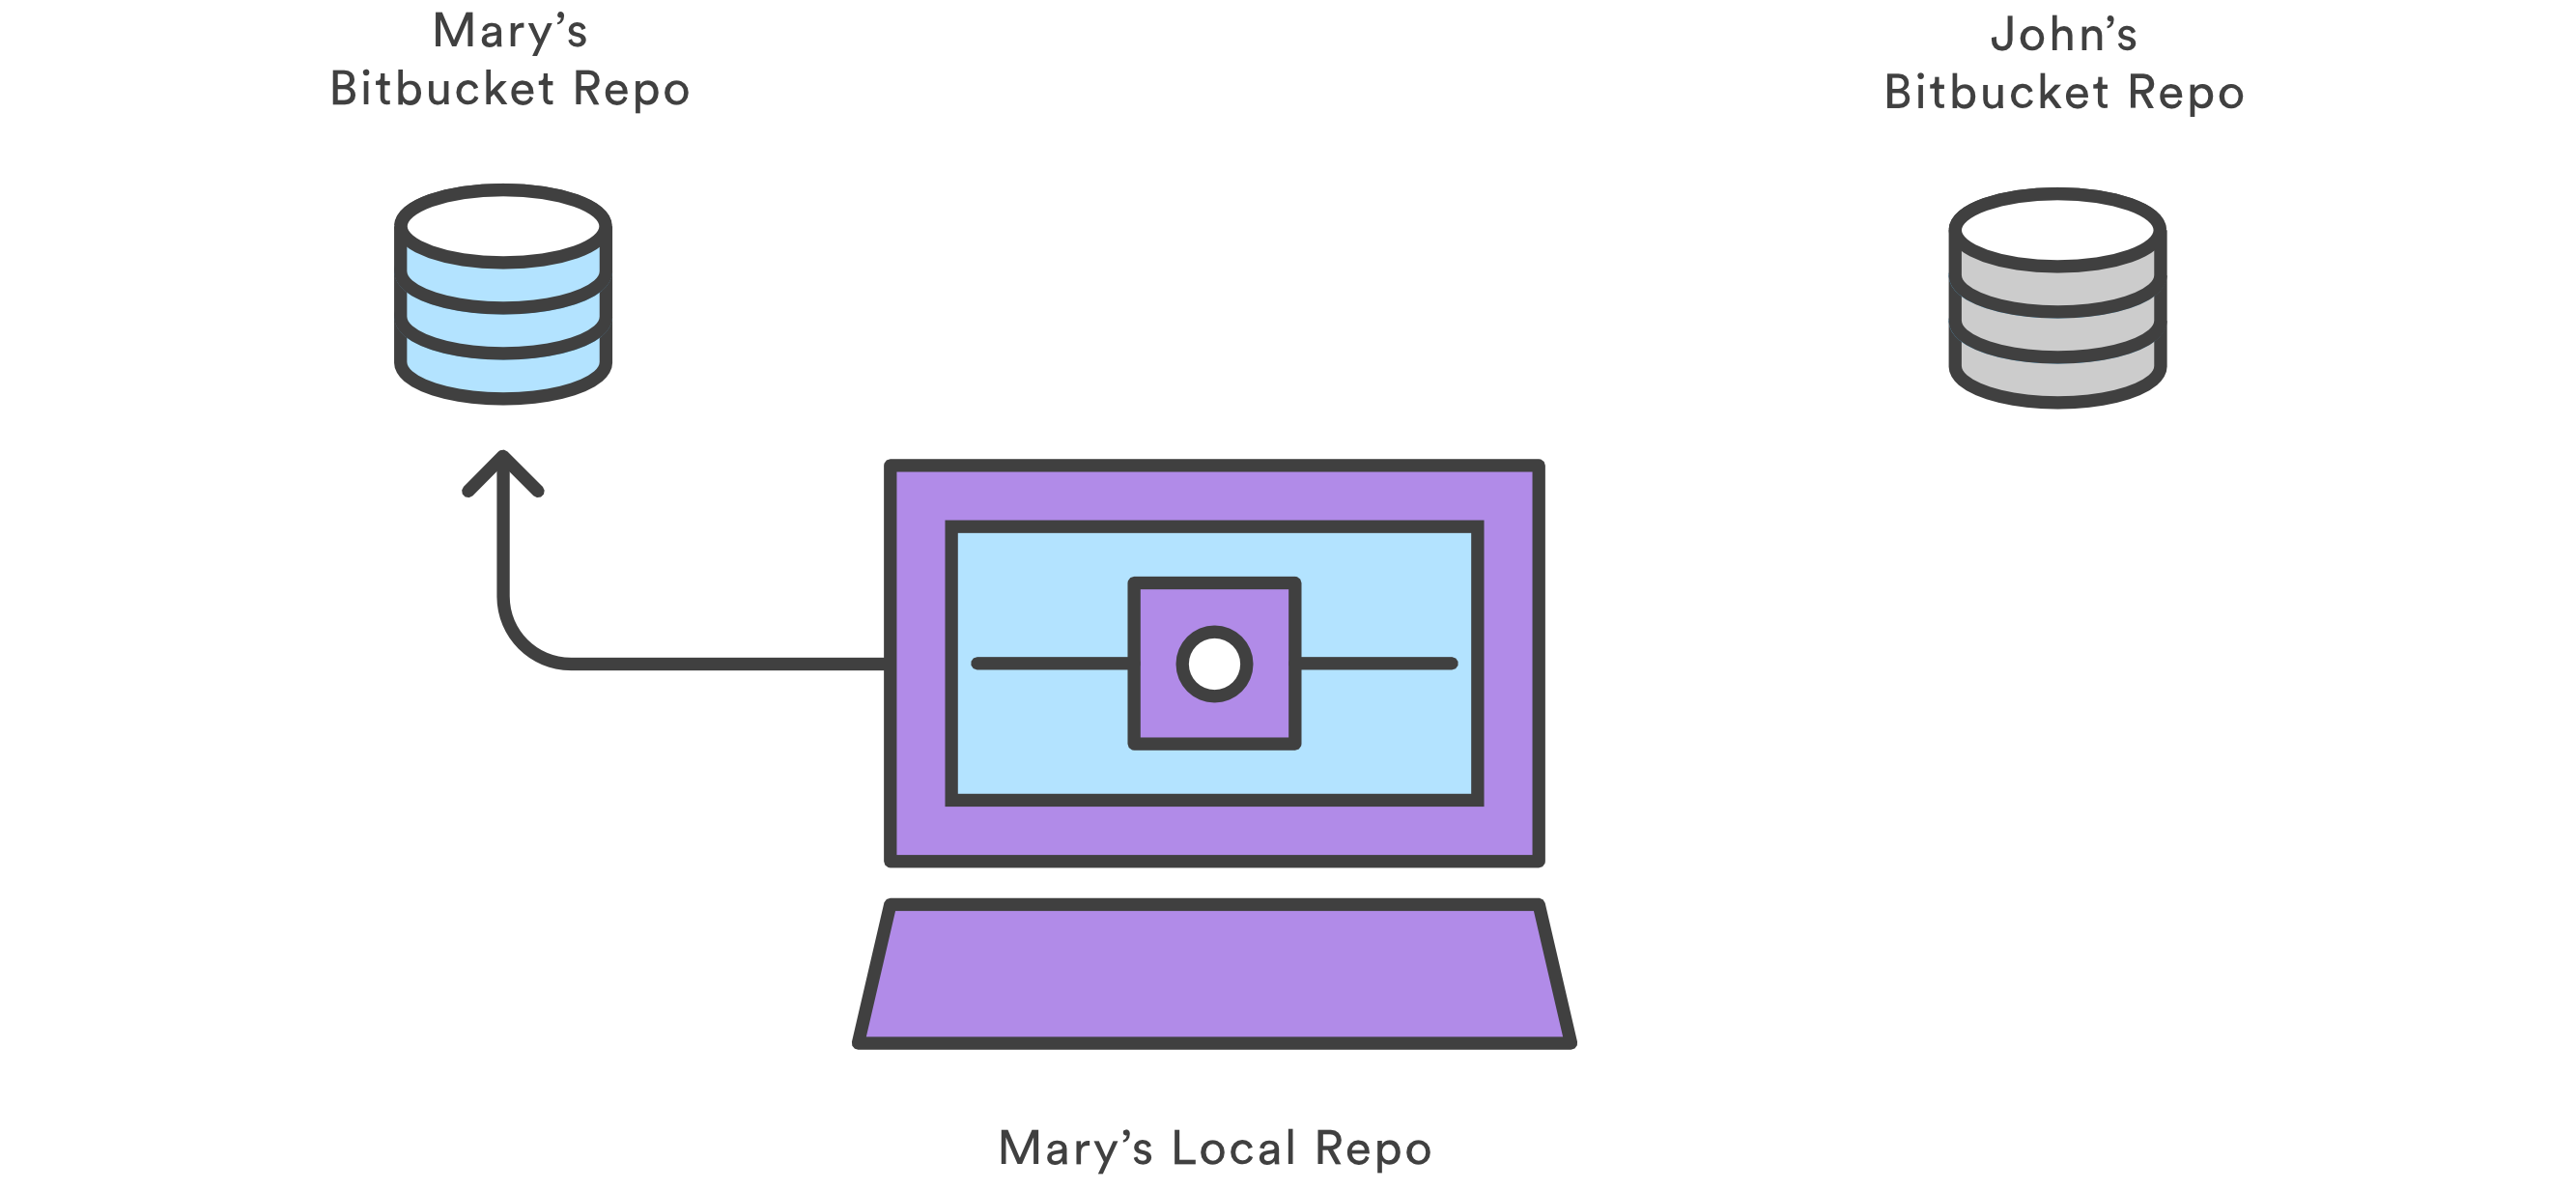 Mary’s
Bitbucket Repo
John’s
Bitbucket Repo
Mary’s Local Repo